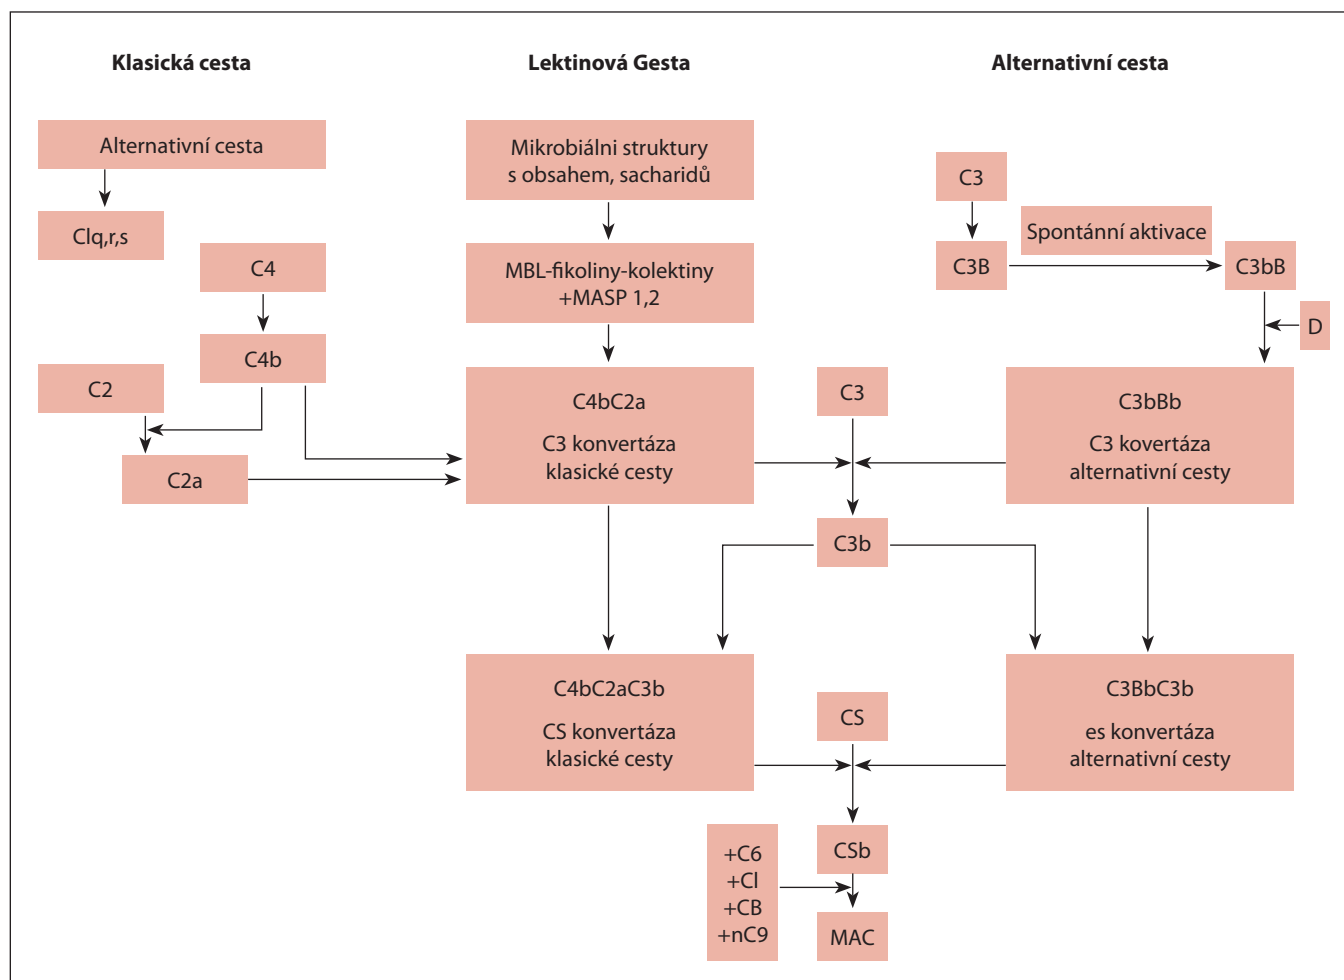 Klasická cesta
Lektinová Gesta
Alternativní cesta
Alternativní cesta
Clq,r,s
C4
C4b
C2
C2a
Mikrobiálni struktury
s obsahem, sacharidů
MBL-fikoliny-kolektiny
+MASP 1,2
C4bC2a
C3 konvertáza
klasické cesty
C3
C3B
Spontánní aktivace
C3bB
D
C3
C3bBb
C3 kovertáza
alternativní cesty
C3b
C4bC2aC3b
CS konvertáza
klasické cesty
CS
C3BbC3b
es konvertáza
alternativní cesty
+C6
+Cl
+CB
+nC9
CSb
MAC